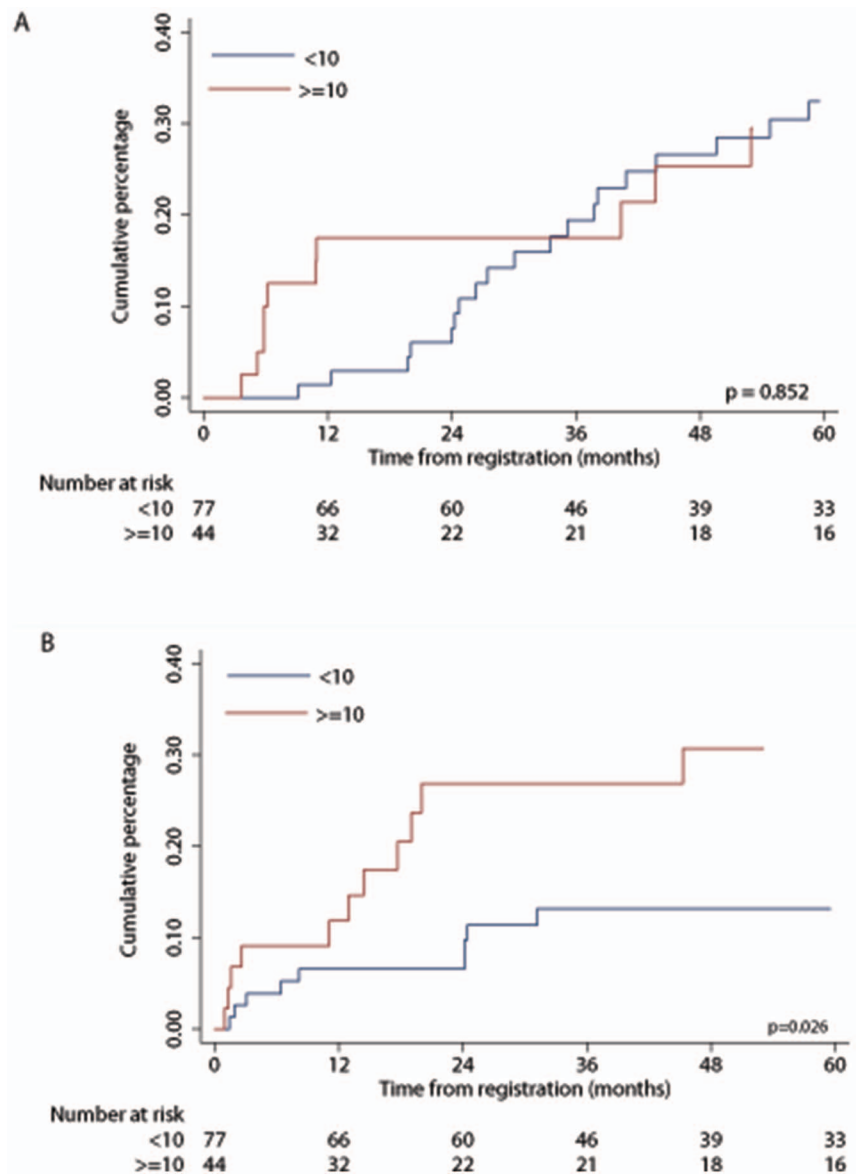 A
Cumulative percentage
0.40
0.30
0.20
0.10
0.00
<10
>=10
p = 0.852
0 12 24 36 48 60
Time from registration (months)
Number at risk
<10 77 66 60 46 39 33
>=10 44 32 22 21 18 16
B
Cumulative percentage
0.40
0.30
0.20
0.10
0.00
<10
>=10
p=0.026
0 12 24 36 48 60
Time from registration (months)
Number at risk
<10 77 66 60 46 39 33
>=10 44 32 22 21 18 16